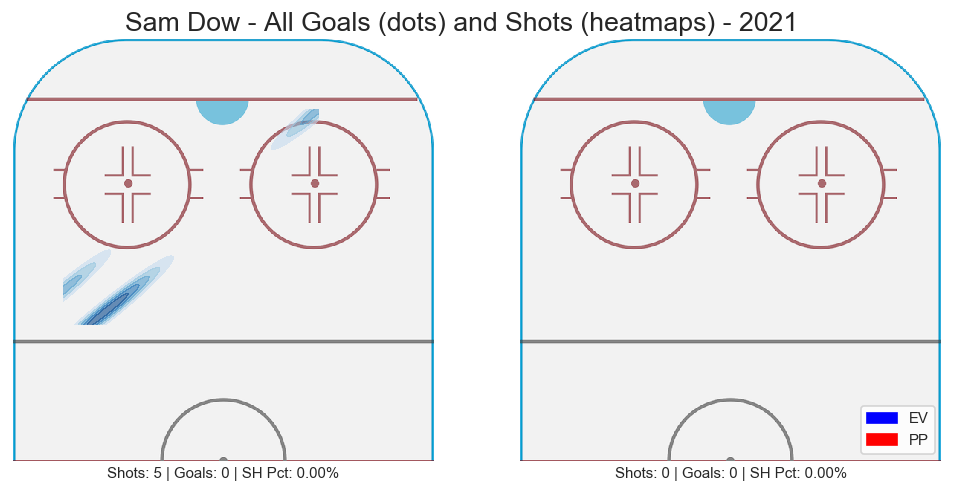 Sam Dow - All Goals (dots) and Shots (heatmaps) - 2021
EV
PP
Shots: 5 | Goals: 0 | SH Pct: 0.00%
Shots: 0 | Goals: 0 | SH Pct: 0.00%